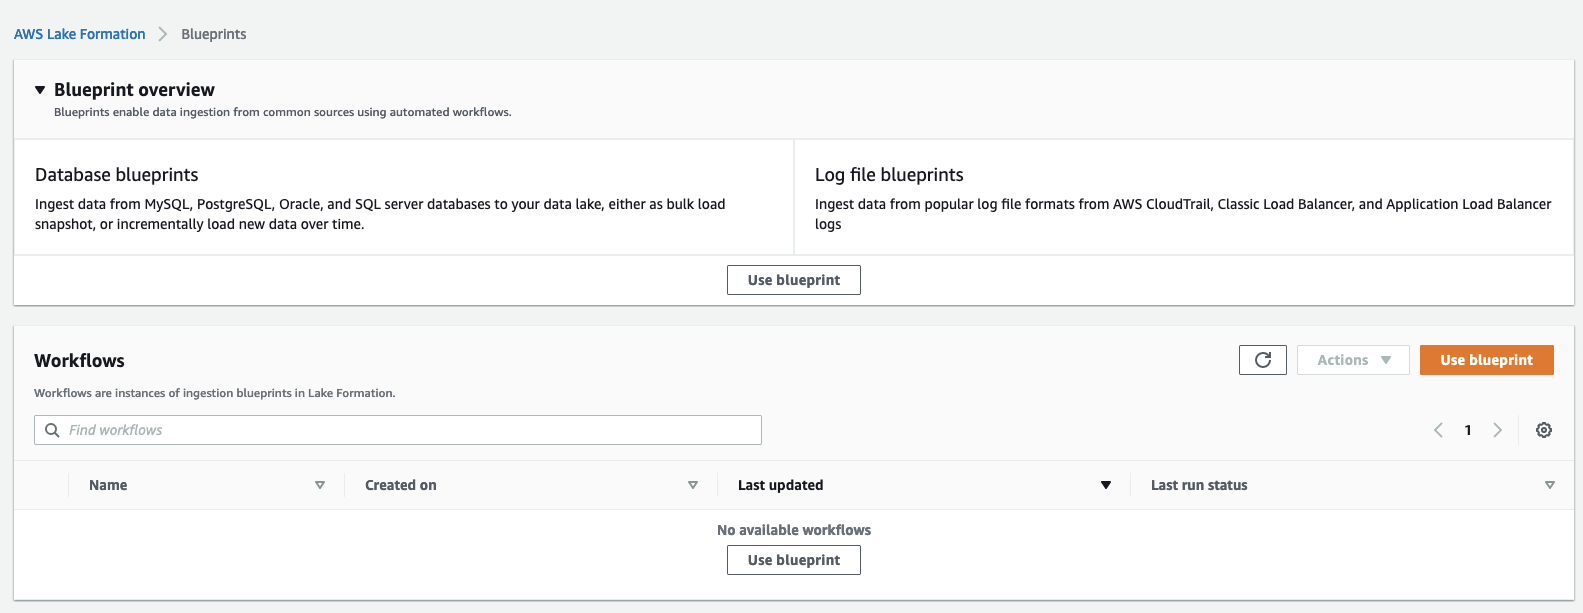 AWS Lake Formation > Blueprints
Blueprint overview
Blueprints enable data ingestion from common sources using automated workflows.
Database blueprints
Ingest data from MySQL, PostgreSQL, Oracle, and SQL server databases to your data lake, either as bulk load
snapshot, or incrementally load new data over time.
Log file blueprints
Ingest data from popular log file formats from AWS CloudTrail, Classic Load Balancer, and Application Load Balancer
logs
Use blueprint
Workflows
Actions
Use blueprint
Workflows are instances of ingestion blueprints in Lake Formation.
Find workflows
1
Name Created on Last updated Last run status
No available workflows
Use blueprint